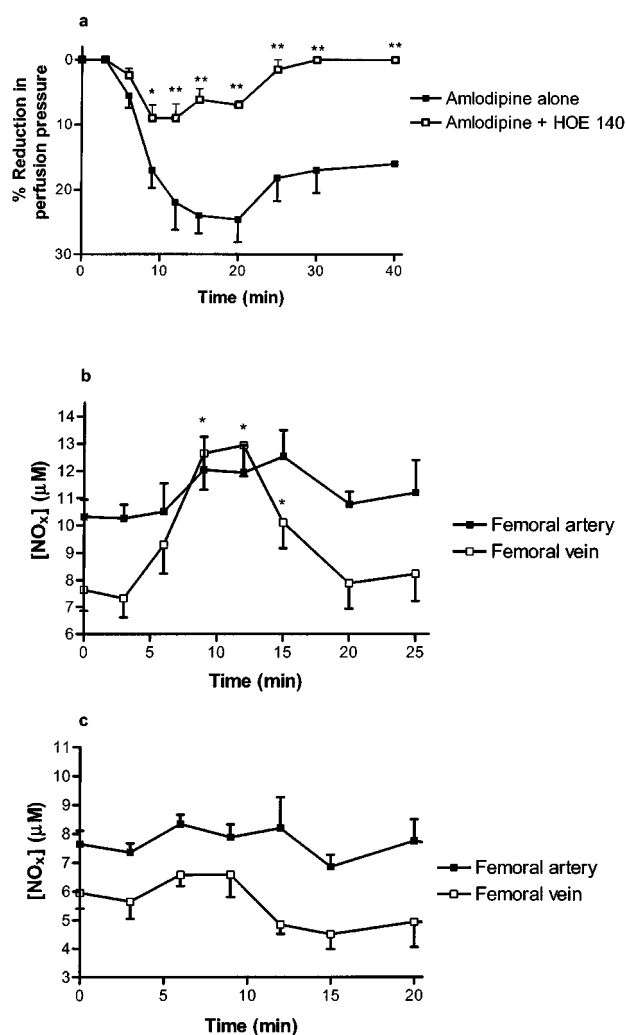 a
% Reduction in
perfusion pressure
0
10
20
30
* ** ** ** ** ** **
0 10 20 30 40
Time (min)
Amlodipine alone
Amlodipine + HOE 140
b
[NOx] (µM)
14
13
12
11
10
9
8
7
6
* * *
0 5 10 15 20 25
Time (min)
Femoral artery
Femoral vein
c
[NOx] (µM)
11
10
9
8
7
6
5
4
3
0 5 10 15 20
Time (min)
Femoral artery
Femoral vein